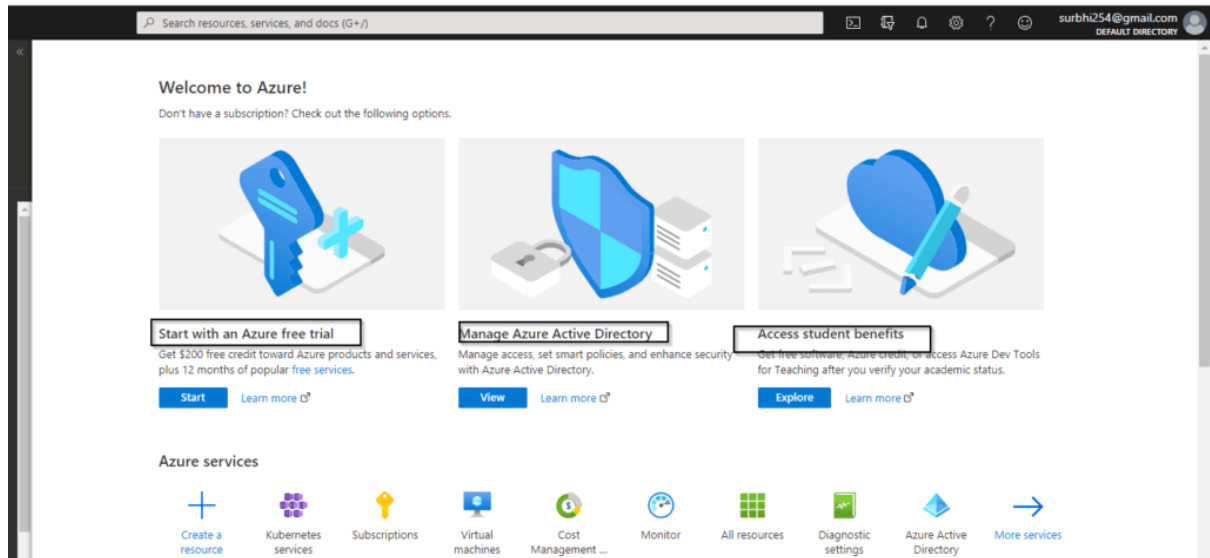 Search resources, services, and docs (G+/)
surbhi254@gmail.com
DEFAULT DIRECTORY
Welcome to Azure!
Don't have a subscription? Check out the following options.
Start with an Azure free trial
Get $200 free credit toward Azure products and services,
plus 12 months of popular free services.
Start Learn more
Manage Azure Active Directory
Manage access, set smart policies, and enhance security
with Azure Active Directory.
View Learn more
Access student benefits
Get free software, Azure credit, or access Azure Dev Tools
for Teaching after you verify your academic status.
Explore Learn more
Azure services
Create a
resource
Kubernetes
services
Subscriptions
Virtual
machines
Cost
Management ...
Monitor
All resources
Diagnostic
settings
Azure Active
Directory
More services